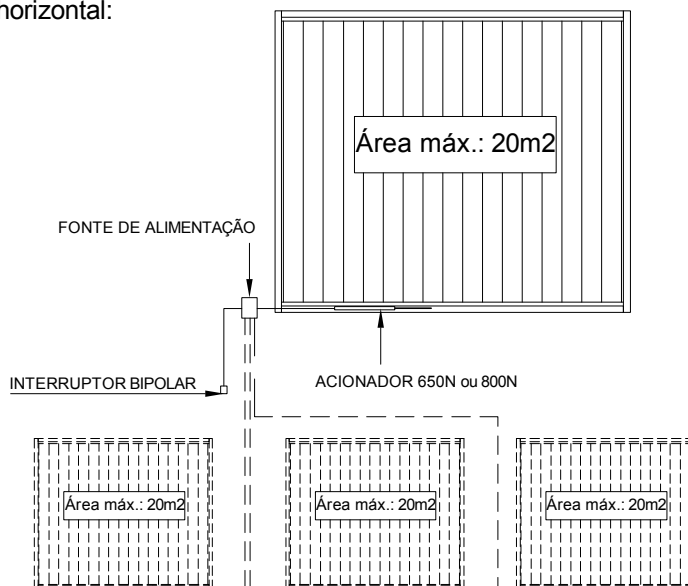 horizontal:
Área máx.: 20m2
FONTE DE ALIMENTAÇÃO
INTERRUPTOR BIPOLAR
ACIONADOR 650N ou 800N
Área máx.: 20m2
Área máx.: 20m2
Área máx.: 20m2